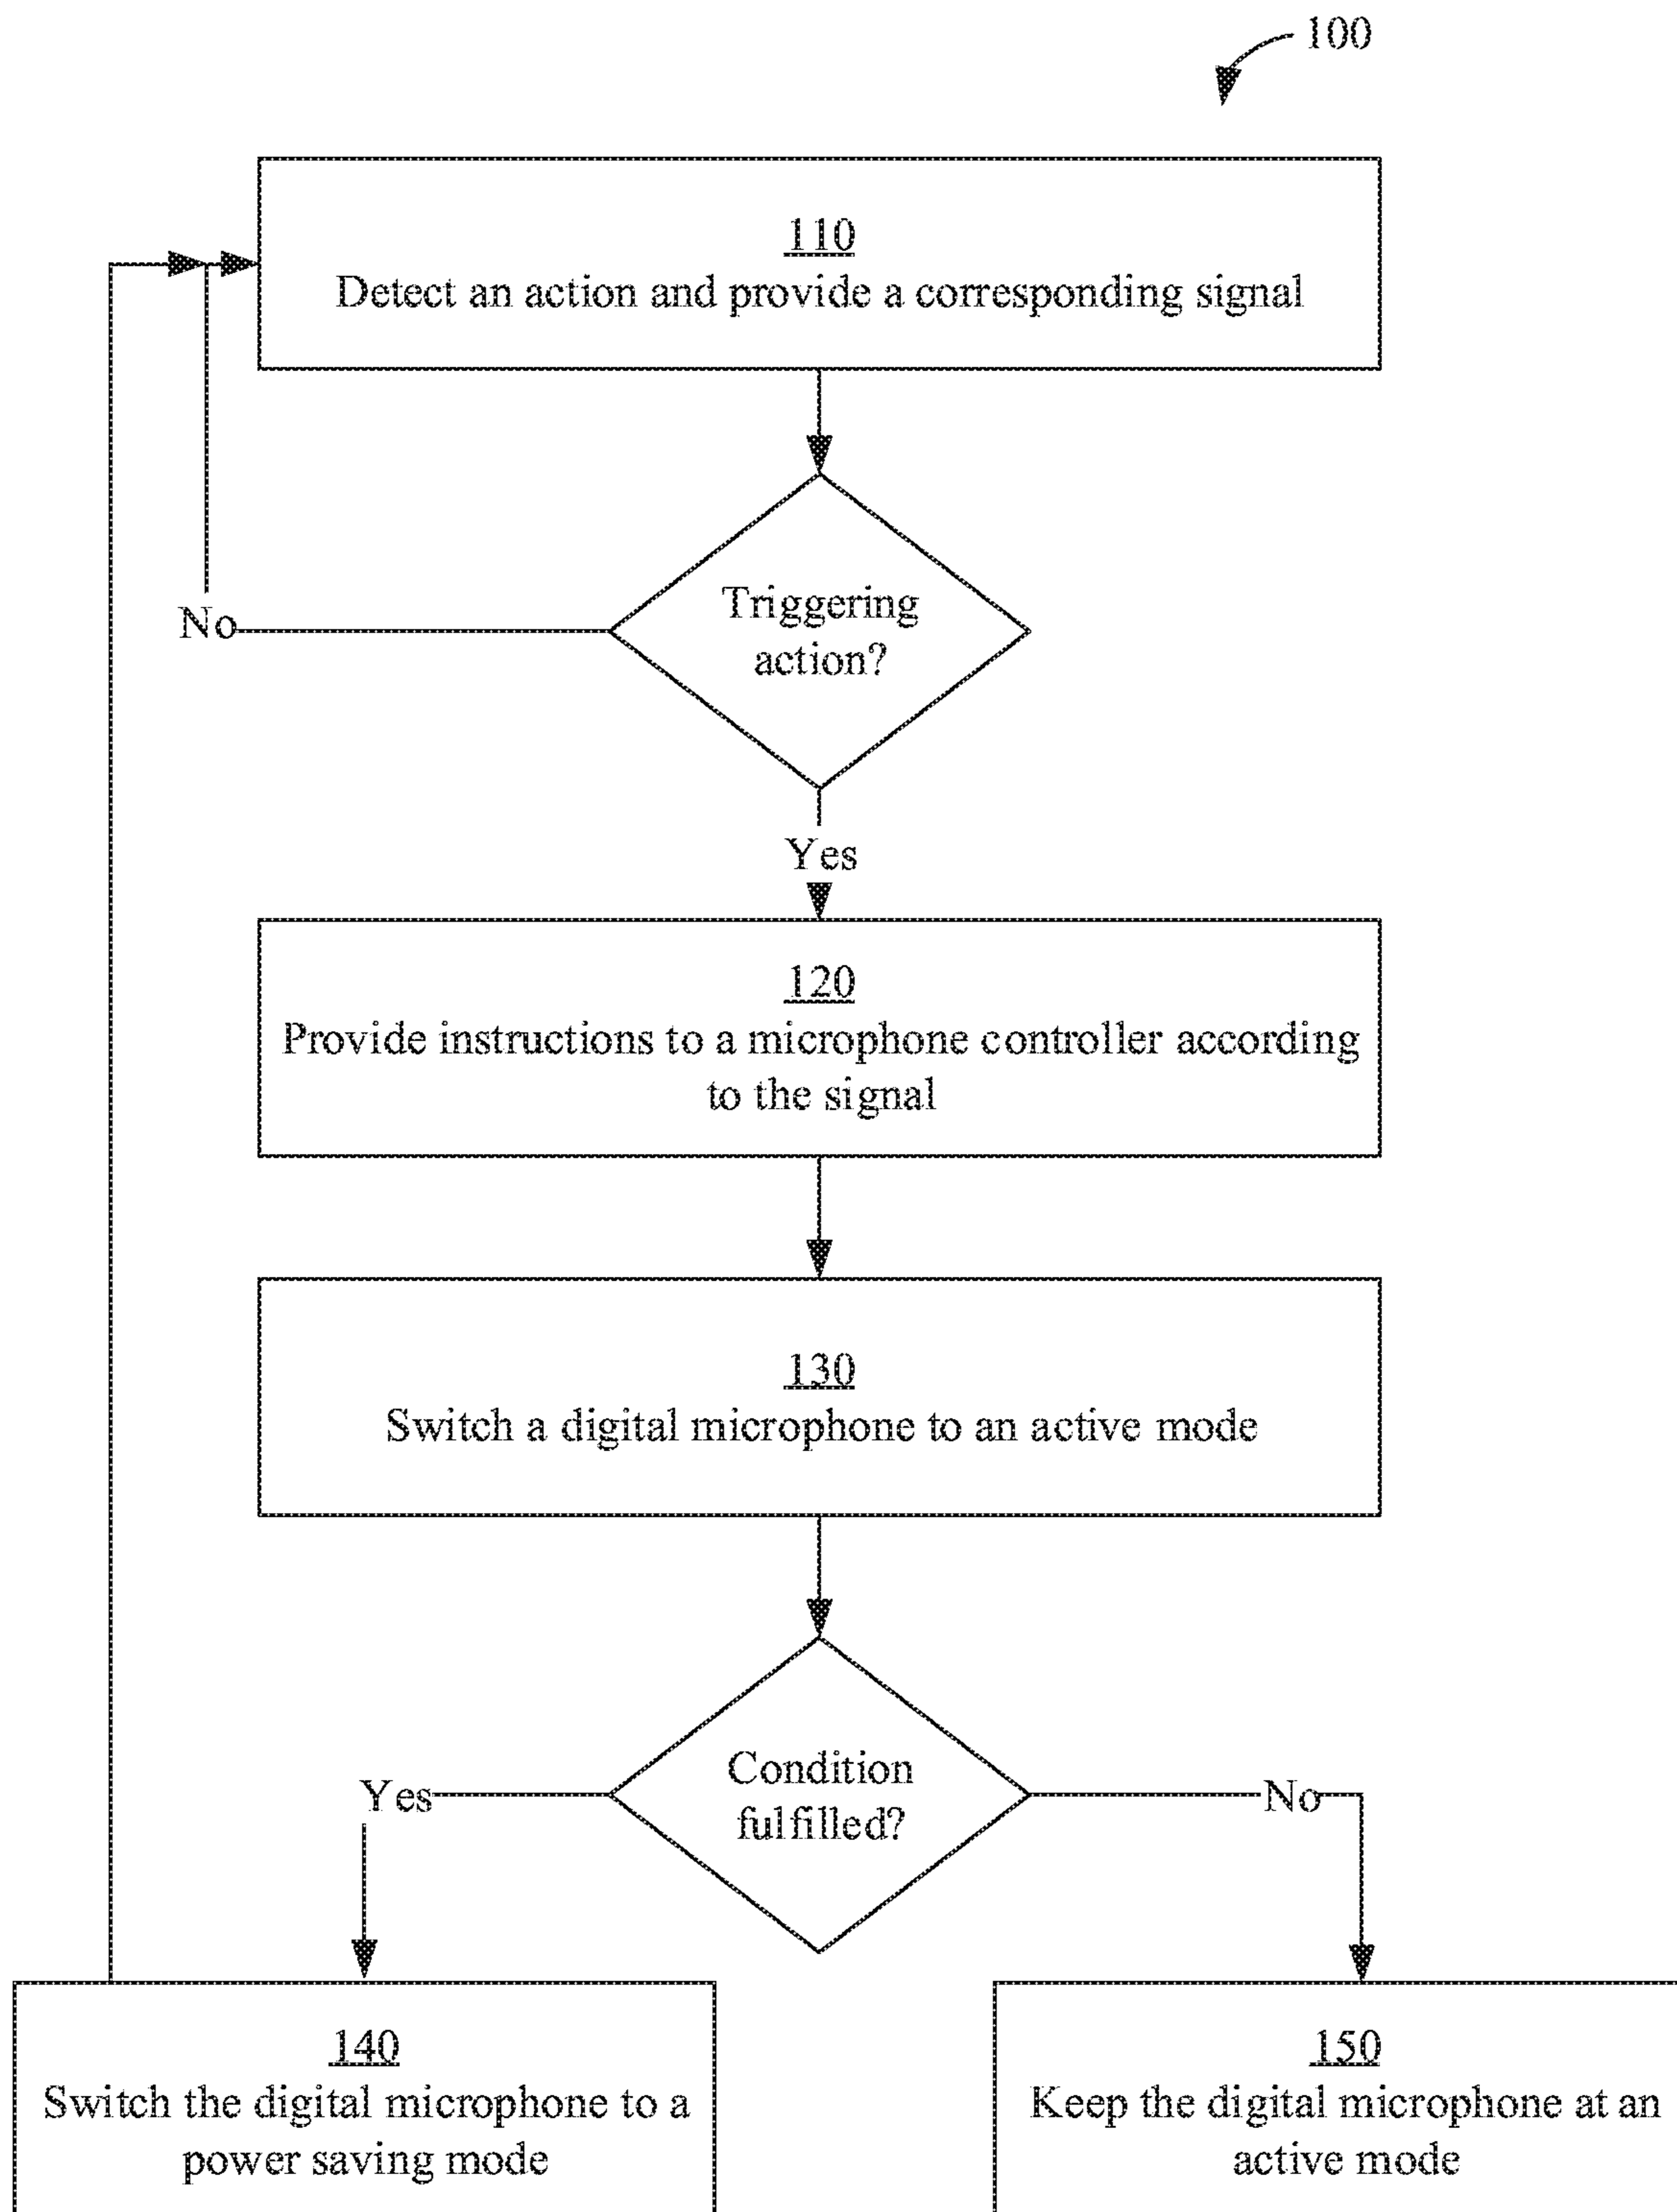 100
110
Detect an action and provide a corresponding signal
Triggering
action?
No
Yes
120
Provide instructions to a microphone controller according
to the signal
130
Switch a digital microphone to an active mode
Condition
fulfilled?
Yes
No
140
Switch the digital microphone to a
power saving mode
150
Keep the digital microphone at an
active mode